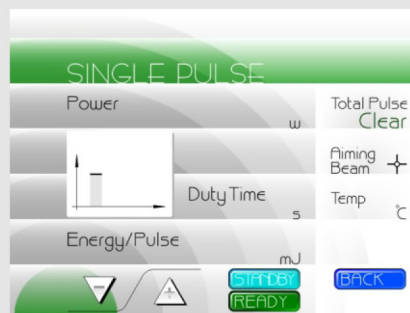 SINGLE PULSE
Power
W
Total Pulse
Clear
Aiming
Beam
Duty Time
s
Temp
°C
Energy/Pulse
mJ
STANDBY
READY
BACK